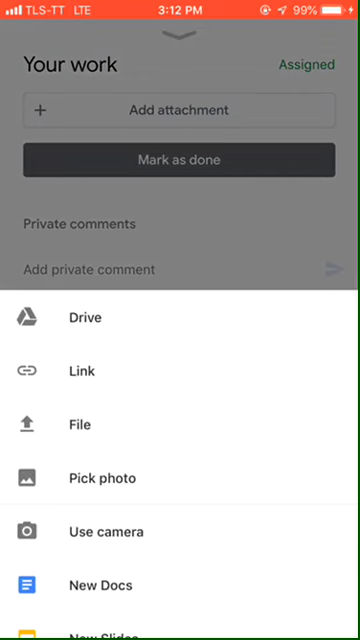 TLS-TT LTE 3:12 PM 99%
Your work Assigned
+ Add attachment
Mark as done
Private comments
Add private comment
Drive
Link
File
Pick photo
Use camera
New Docs
New Slides